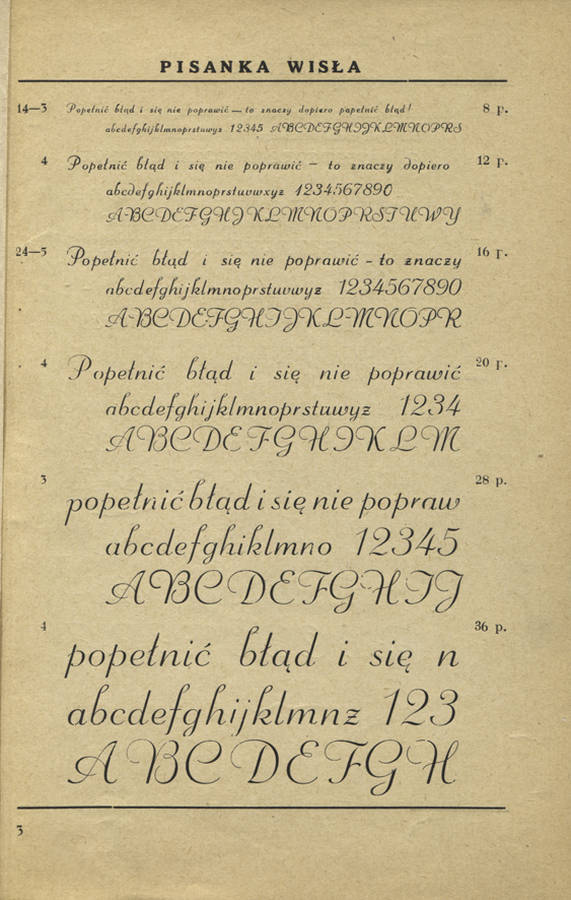 PISANKA WISŁA
14—3 Popełnić błąd i się nie poprawić — to znaczy dopiero papełnić błąd! 8 p.
abcdefghijklmnoprstuwyz 12345 ABCDEFGHIJKLMNOPRS
4 Popełnić błąd i się nie poprawić — to znaczy dopiero 12 p.
abcdefghijklmnoprstuvwxyz 1234567890
ABCDEFGHIJKLMNOPRSTUWY
24—3 Popełnić błąd i się nie poprawić - to znaczy 16 p.
abcdefghijklmnoprstuvwyz 1234567890
ABCDEFGHIJKLMNOPR
4 Popełnić błąd i się nie poprawić 20 p.
abcdefghijklmnoprstuwyz 1234
ABCDEFGHIJKLM
3 popełnić błąd i się nie popraw 28 p.
abcdefghiklmno 12345
ABCDEFGHIJ
4 popełnić błąd i się n 36 p.
abcdefghijklmnz 123
ABCDEFGH
3